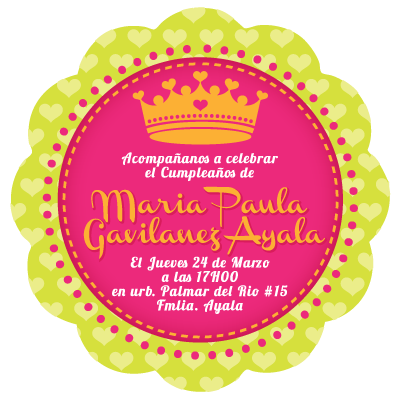 Acompañanos a celebrar
el Cumpleaños de
Maria Paula
Gavilanez Ayala
El Jueves 24 de Marzo
a las 17H00
en urb. Palmar del Rio #15
Fmlia. Ayala